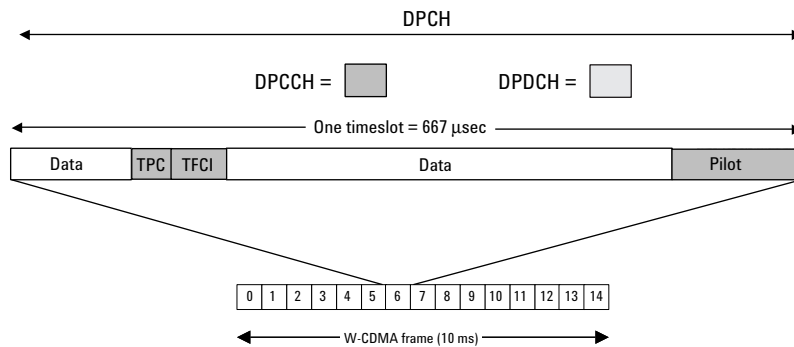 DPCH
DPCCH = DPDCH =
One timeslot = 667 µsec
Data TPC TFCI Data Pilot
0 1 2 3 4 5 6 7 8 9 10 11 12 13 14
W-CDMA frame (10 ms)